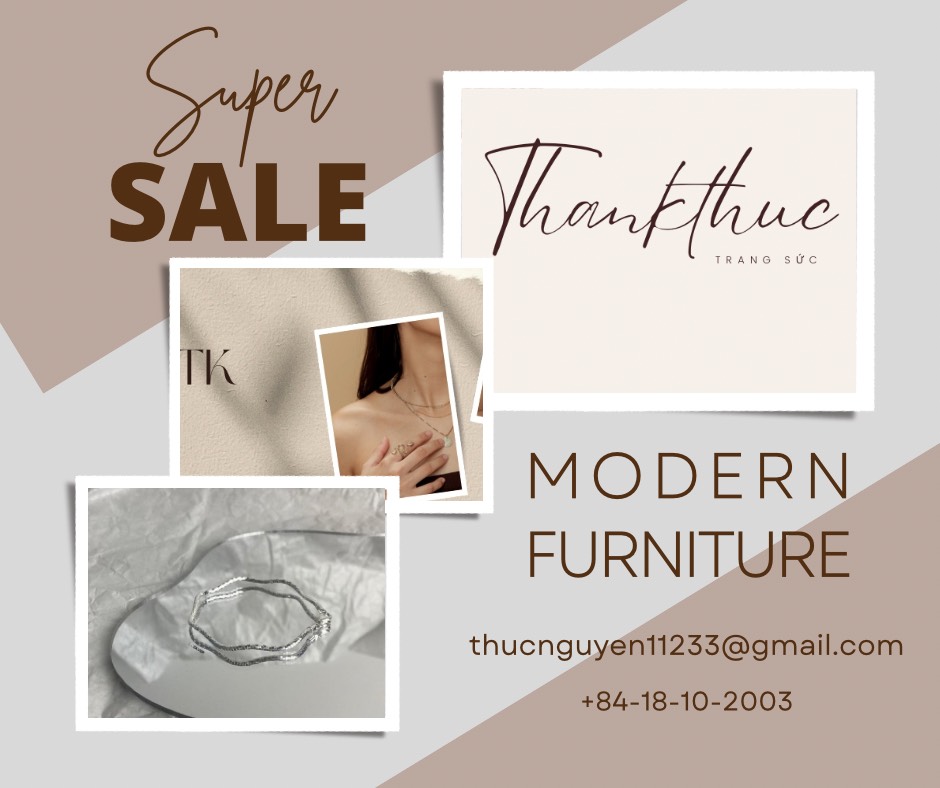 Super
SALE
Thankthuc
TRANG SỨC
TK
MODERN
FURNITURE
thucnguyen11233@gmail.com
+84-18-10-2003